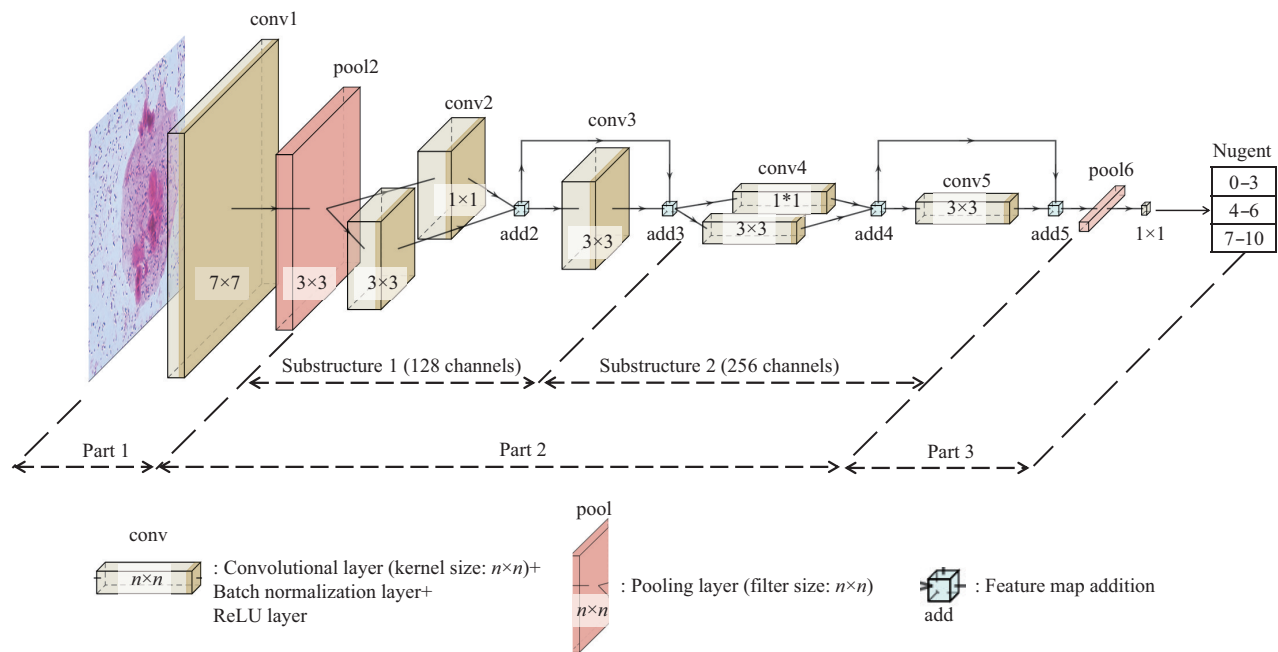 conv1
pool2
conv2
conv3
conv4
conv5
pool6
Nugent
0–3
4–6
7–10
7×7
3×3
3×3
1×1
add2
3×3
add3
1*1
3×3
add4
3×3
add5
1×1
Substructure 1 (128 channels)
Substructure 2 (256 channels)
Part 1
Part 2
Part 3
conv
n×n
: Convolutional layer (kernel size: n×n)+
Batch normalization layer+
ReLU layer
pool
n×n
: Pooling layer (filter size: n×n)
add
: Feature map addition